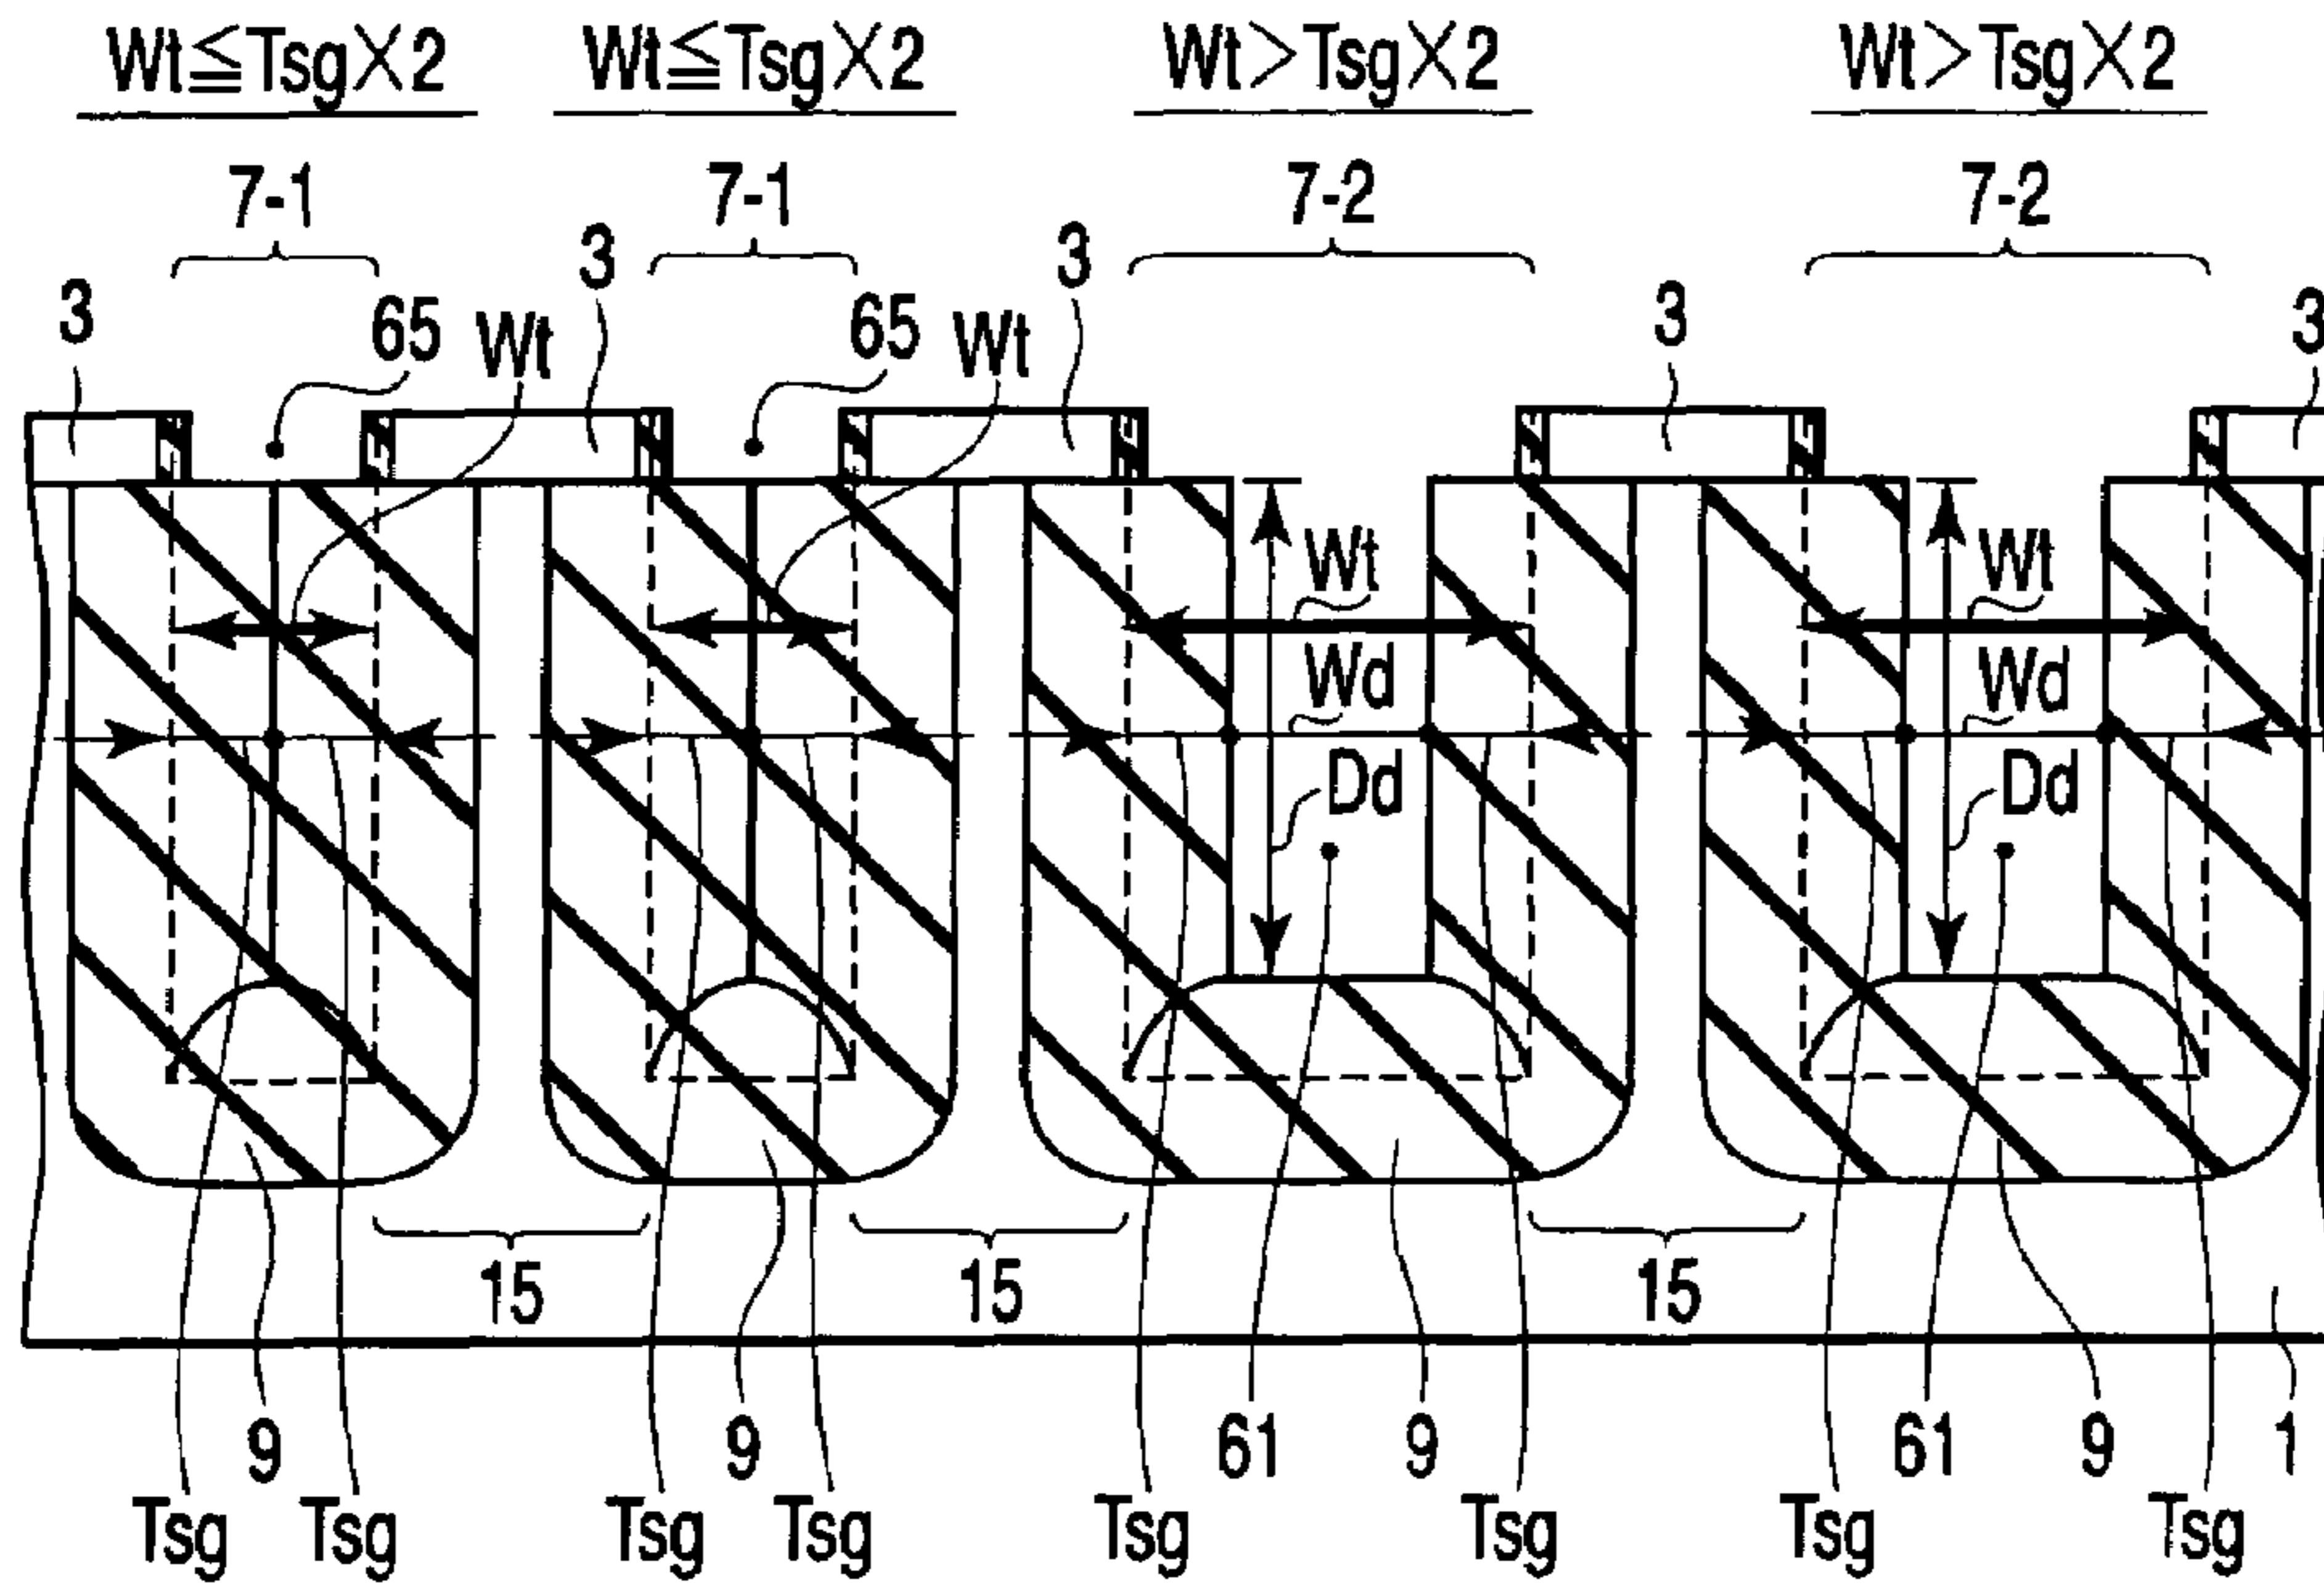 Wt≦Tsg×2 Wt≦Tsg×2 Wt>Tsg×2 Wt>Tsg×2
7-1 7-1 7-2 7-2
3 3 3 3
3 65 Wt 65 Wt 3
Wt Wt
Wd Wd
Dd Dd
15 15 15
9 9 61 9 61 9 1
Tsg Tsg Tsg Tsg Tsg Tsg Tsg Tsg